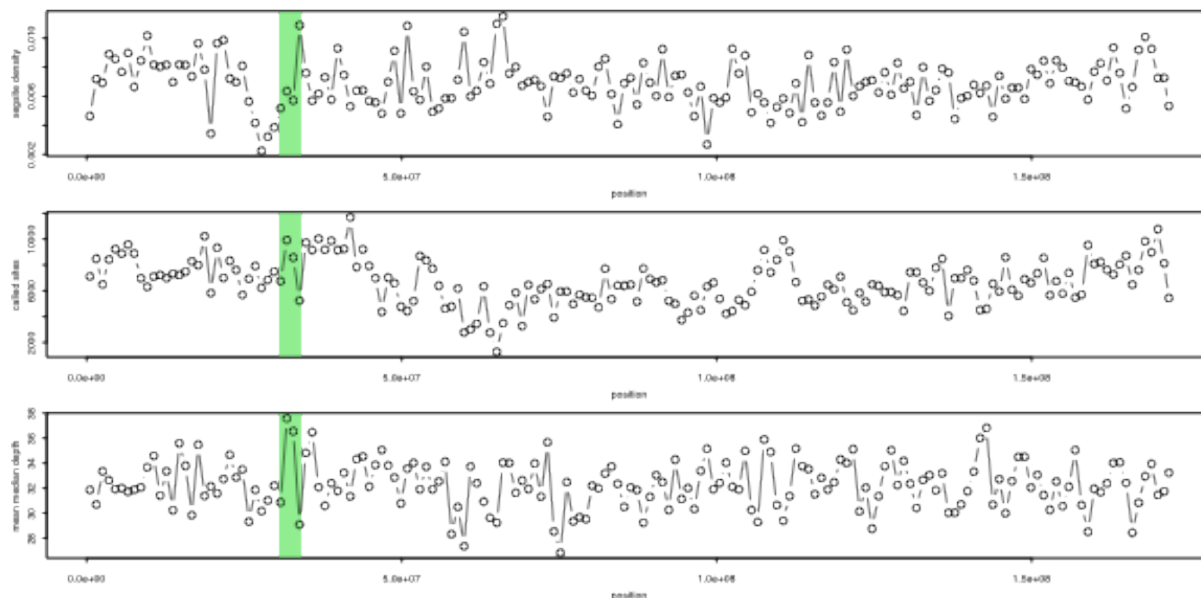 segsite density
0.002
0.006
0.010
0.0e+00 5.0e+07 1.0e+08 1.5e+08
position
called sites
2000
6000
10000
0.0e+00 5.0e+07 1.0e+08 1.5e+08
position
mean median depth
28
30
32
34
36
38
0.0e+00 5.0e+07 1.0e+08 1.5e+08
position